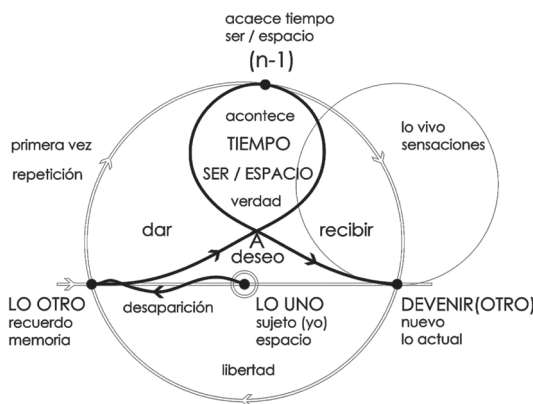 acaece tiempo
ser / espacio
(n-1)
acontece
TIEMPO
SER / ESPACIO
verdad
lo vivo
sensaciones
primera vez
repetición
dar
recibir
A
deseo
LO OTRO
recuerdo
memoria
desaparición
LO UNO
sujeto (yo)
espacio
DEVENIR(OTRO)
nuevo
lo actual
libertad